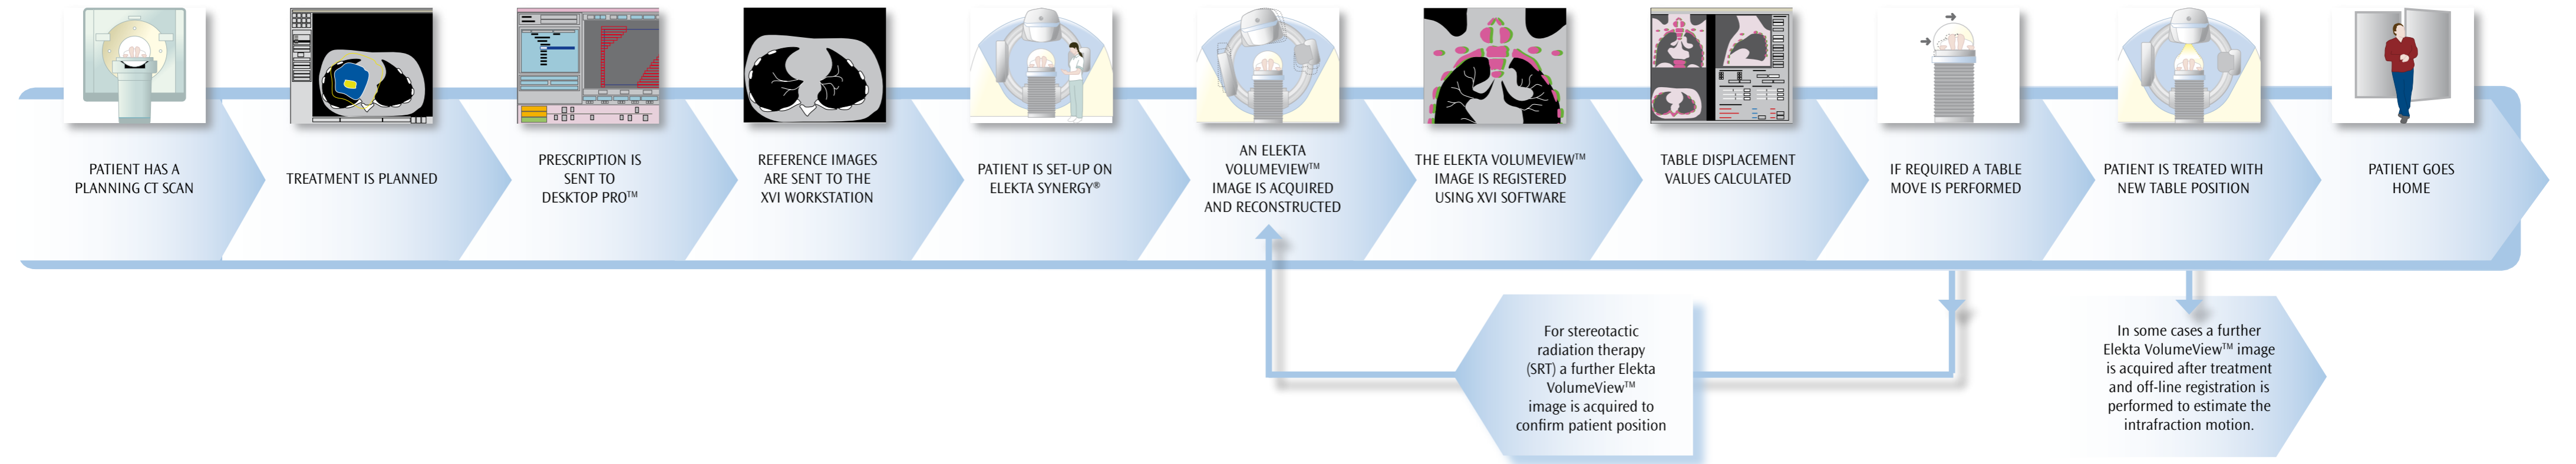 PATIENT HAS A
PLANNING CT SCAN
TREATMENT IS PLANNED
PRESCRIPTION IS
SENT TO
DESKTOP PRO™
REFERENCE IMAGES
ARE SENT TO THE
XVI WORKSTATION
PATIENT IS SET-UP ON
ELEKTA SYNERGY®
AN ELEKTA
VOLUMEVIEW™
IMAGE IS ACQUIRED
AND RECONSTRUCTED
THE ELEKTA VOLUMEVIEW™
IMAGE IS REGISTERED
USING XVI SOFTWARE
TABLE DISPLACEMENT
VALUES CALCULATED
IF REQUIRED A TABLE
MOVE IS PERFORMED
PATIENT IS TREATED WITH
NEW TABLE POSITION
PATIENT GOES
HOME
For stereotactic
radiation therapy
(SRT) a further Elekta
VolumeView™
image is acquired to
confirm patient position
In some cases a further
Elekta VolumeView™ image
is acquired after treatment
and off-line registration is
performed to estimate the
intrafraction motion.